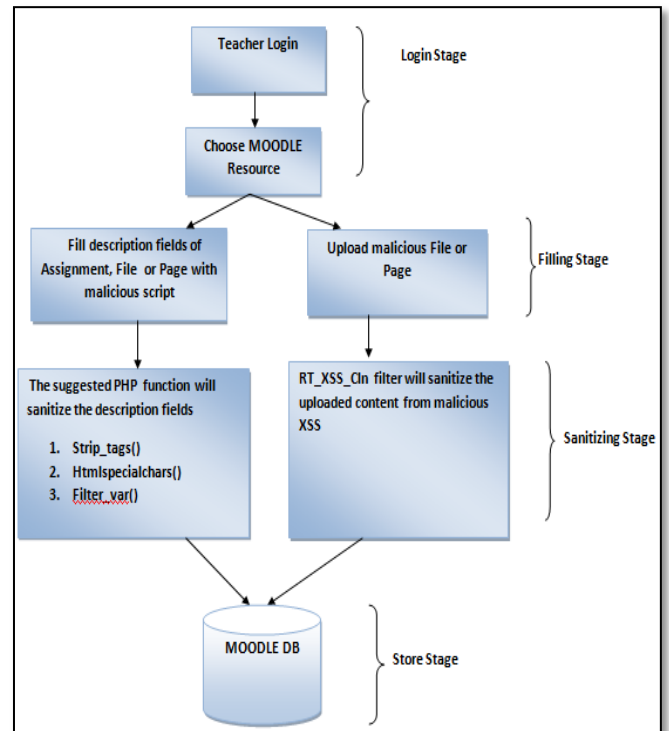 Teacher Login
Login Stage
Choose MOODLE
Resource
Fill description fields of
Assignment, File or Page with
malicious script
Upload malicious File or
Page
Filling Stage
The suggested PHP function will
sanitize the description fields
1. Strip_tags()
2. Htmlspecialchars()
3. Filter_var()
RT_XSS_Cln filter will sanitize the
uploaded content from malicious
XSS
Sanitizing Stage
MOODLE DB
Store Stage